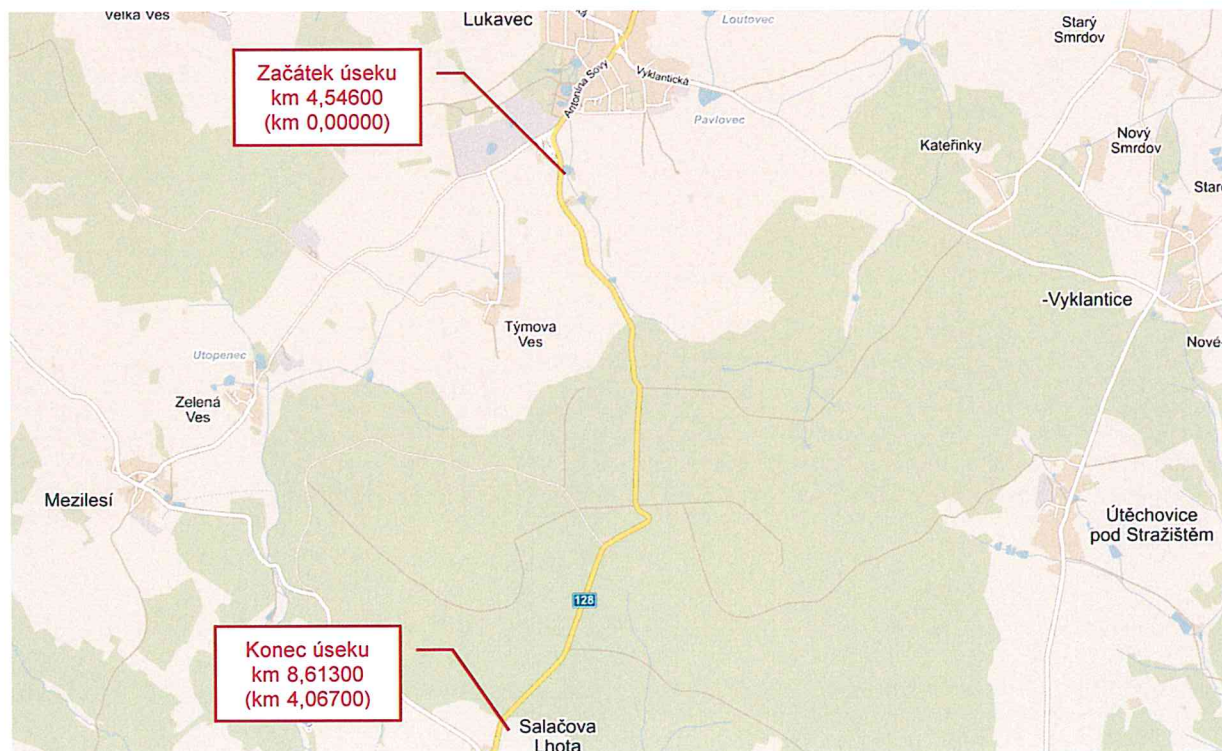 Velká Ves
Lukavec
Loutovec
Starý
Smrdov
Začátek úseku
km 4,54600
(km 0,00000)
Antonína Sovy
Vyklantická
Pavlovec
Kateřinky
Nový
Smrdov
Star
-Vyklantice
Týmova
Ves
Utopenec
Nové-
Zelená
Ves
Mezilesí
Útěchovice
pod Stražištěm
128
Konec úseku
km 8,61300
(km 4,06700)
Salačova
Lhota